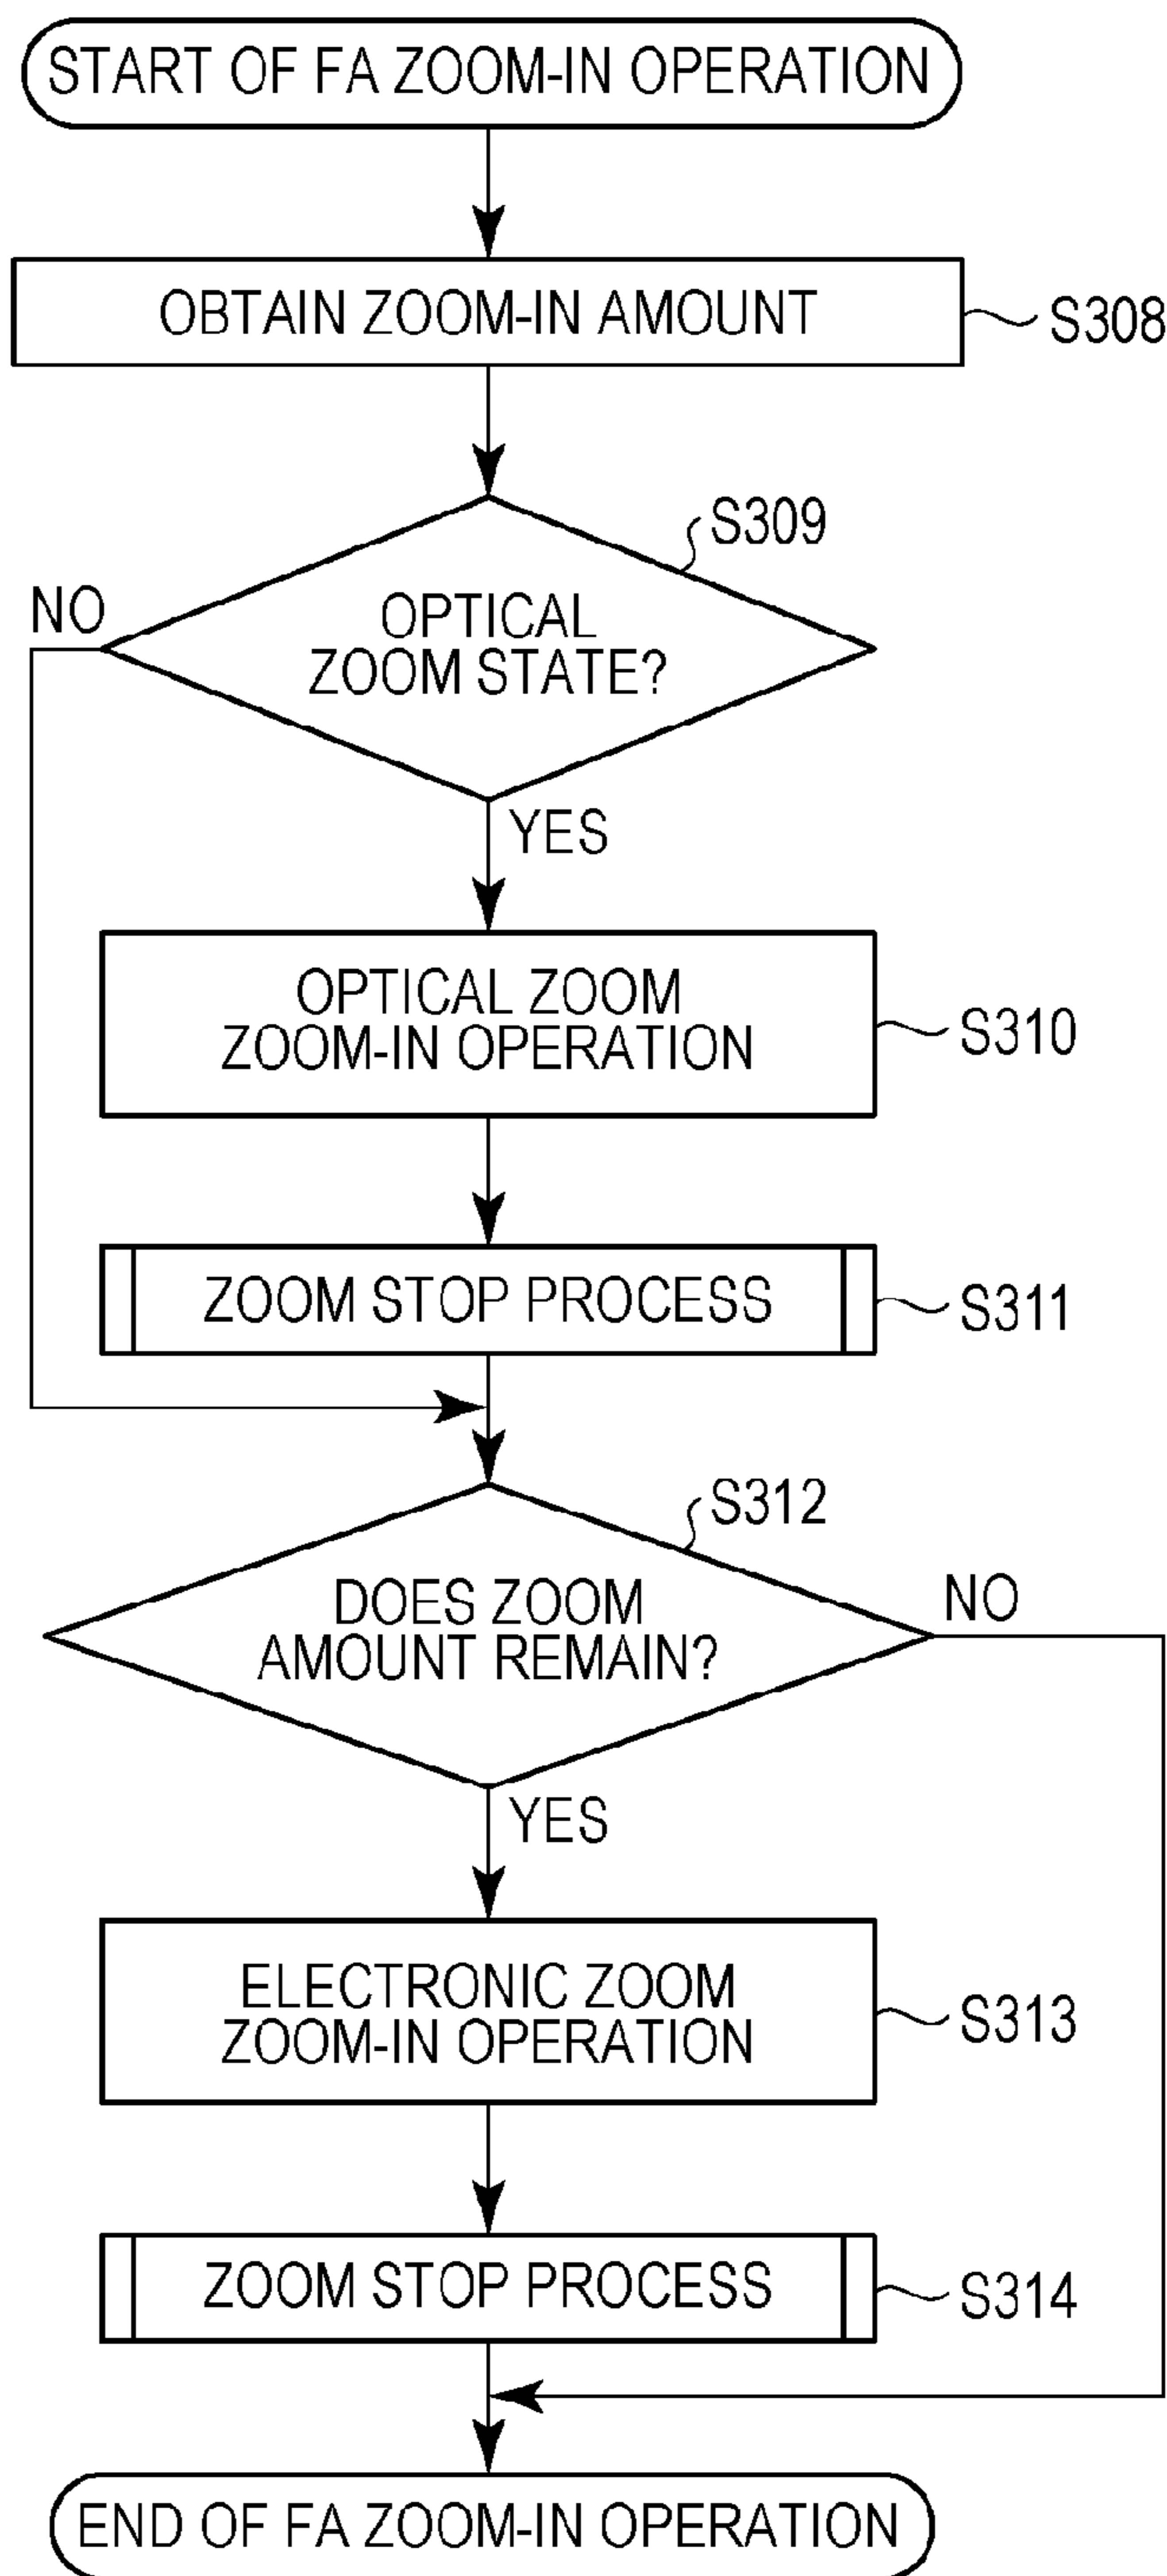 START OF FA ZOOM-IN OPERATION
OBTAIN ZOOM-IN AMOUNT
S308
S309
NO
OPTICAL
ZOOM STATE?
YES
OPTICAL ZOOM
ZOOM-IN OPERATION
S310
ZOOM STOP PROCESS
S311
S312
DOES ZOOM
AMOUNT REMAIN?
NO
YES
ELECTRONIC ZOOM
ZOOM-IN OPERATION
S313
ZOOM STOP PROCESS
S314
END OF FA ZOOM-IN OPERATION